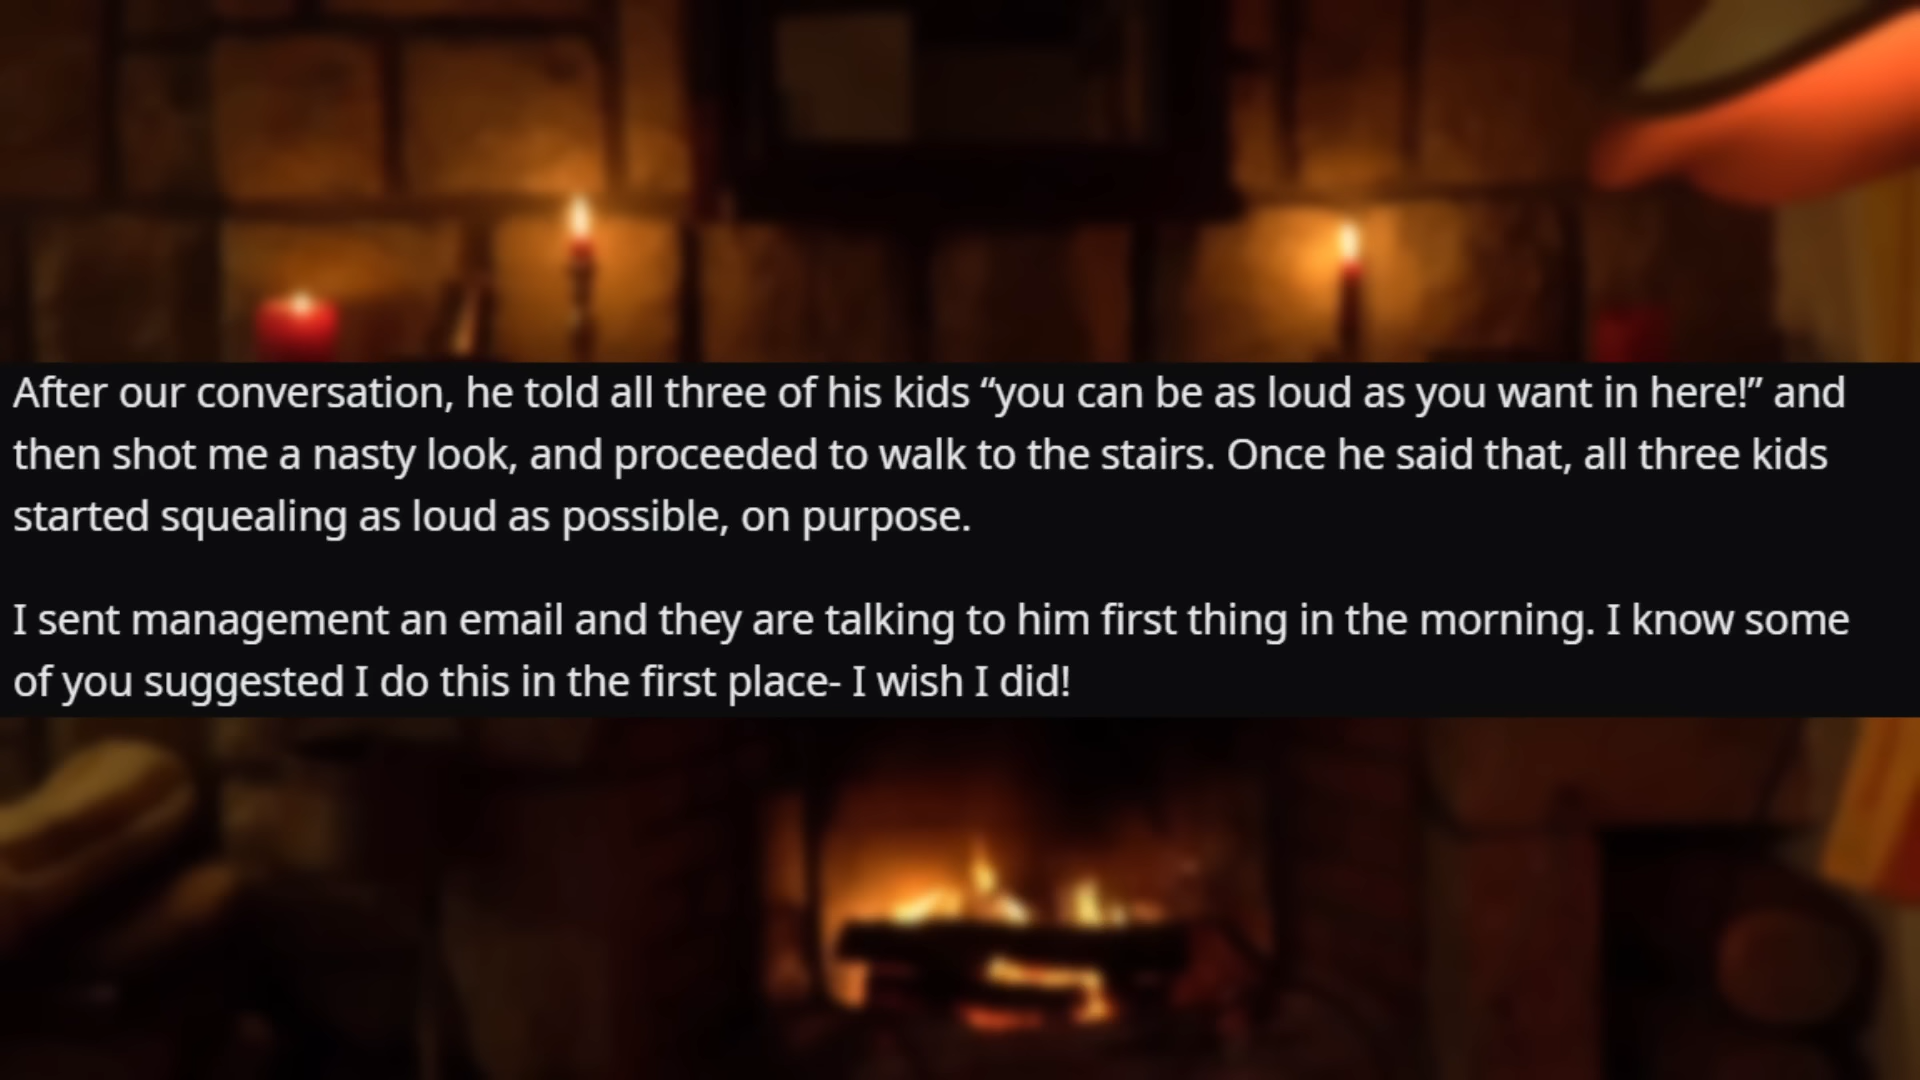 After our conversation, he told all three of his kids “you can be as loud as you want in here!” and
then shot me a nasty look, and proceeded to walk to the stairs. Once he said that, all three kids
started squealing as loud as possible, on purpose.
I sent management an email and they are talking to him first thing in the morning. I know some
of you suggested I do this in the first place- I wish I did!